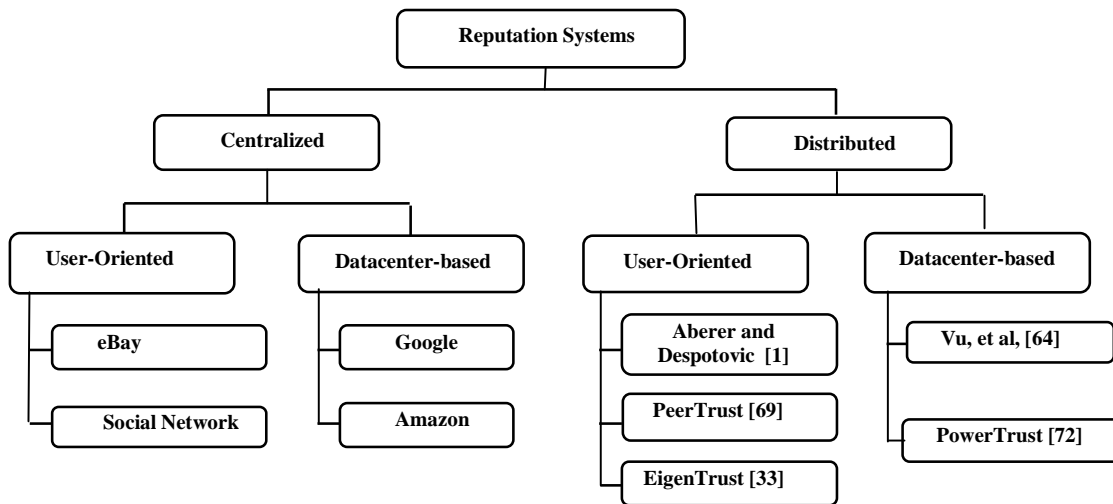 Reputation Systems
Centralized
Distributed
User-Oriented
Datacenter-based
User-Oriented
Datacenter-based
eBay
Social Network
Google
Amazon
Aberer and
Despotovic [1]
PeerTrust [69]
EigenTrust [33]
Vu, et al, [64]
PowerTrust [72]